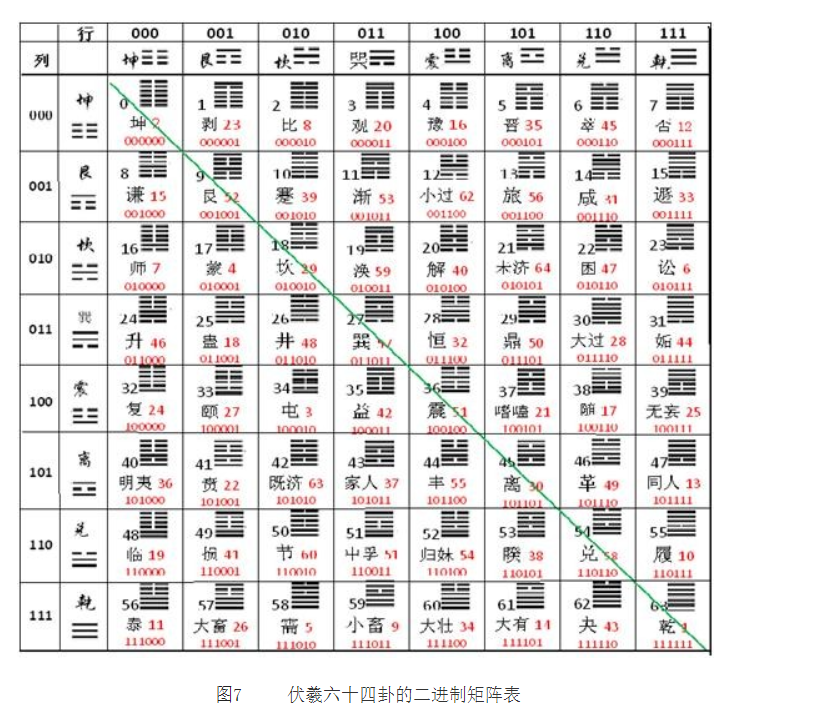 行 000 001 010 011 100 101 110 111
列 坤 艮 坎 巽 震 离 兑 乾
000 坤
0 1 2 3 4 5 6 7
坤 2 剥 23 比 8 观 20 豫 16 晋 35 萃 45 否 12
000000 000001 000010 000011 000100 000101 000110 000111
001 艮
8 9 10 11 12 13 14 15
谦 15 艮 52 蹇 39 渐 53 小过 62 旅 56 咸 31 遁 33
001000 001001 001010 001011 001100 001100 001110 001111
010 坎
16 17 18 19 20 21 22 23
师 7 蒙 4 坎 29 涣 59 解 40 未济 64 困 47 讼 6
010000 010001 010010 010011 010100 010101 010110 010111
011 巽
24 25 26 27 28 29 30 31
升 46 蛊 18 井 48 巽 57 恒 32 鼎 50 大过 28 姤 44
011000 011001 011010 011011 011100 011101 011110 011111
100 震
32 33 34 35 36 37 38 39
复 24 颐 27 屯 3 益 42 震 51 噬嗑 21 随 17 无妄 25
100000 100001 100010 100011 100100 100101 100110 100111
101 离
40 41 42 43 44 45 46 47
明夷 36 贲 22 既济 63 家人 37 丰 55 离 30 革 49 同人 13
101000 101001 101010 101011 101100 101101 101110 101111
110 兑
48 49 50 51 52 53 54 55
临 19 损 41 节 60 中孚 51 归妹 54 睽 38 兑 58 履 10
110000 110001 110010 110011 110100 110101 110110 110111
111 乾
56 57 58 59 60 61 62 63
泰 11 大畜 26 需 5 小畜 9 大壮 34 大有 14 夬 43 乾 1
111000 111001 111010 111011 111100 111101 111110 111111
图7 伏羲六十四卦的二进制矩阵表